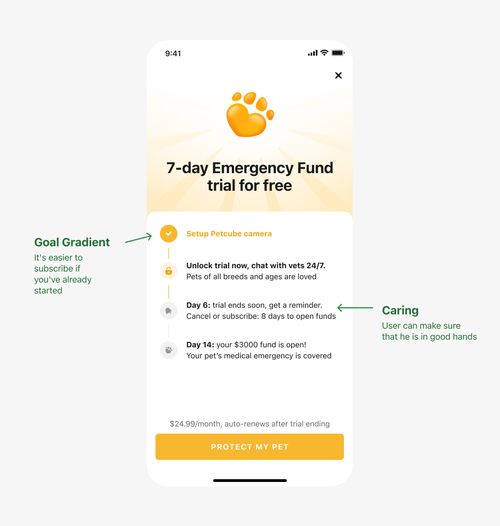 9:41
7-day Emergency Fund
trial for free
Setup Petcube camera
Goal Gradient
It's easier to
subscribe if
you've already
started
Unlock trial now, chat with vets 24/7.
Pets of all breeds and ages are loved
Day 6: trial ends soon, get a reminder.
Cancel or subscribe: 8 days to open funds
Caring
User can make sure
that he is in good hands
Day 14: your $3000 fund is open!
Your pet's medical emergency is covered
$24.99/month, auto-renews after trial ending
PROTECT MY PET